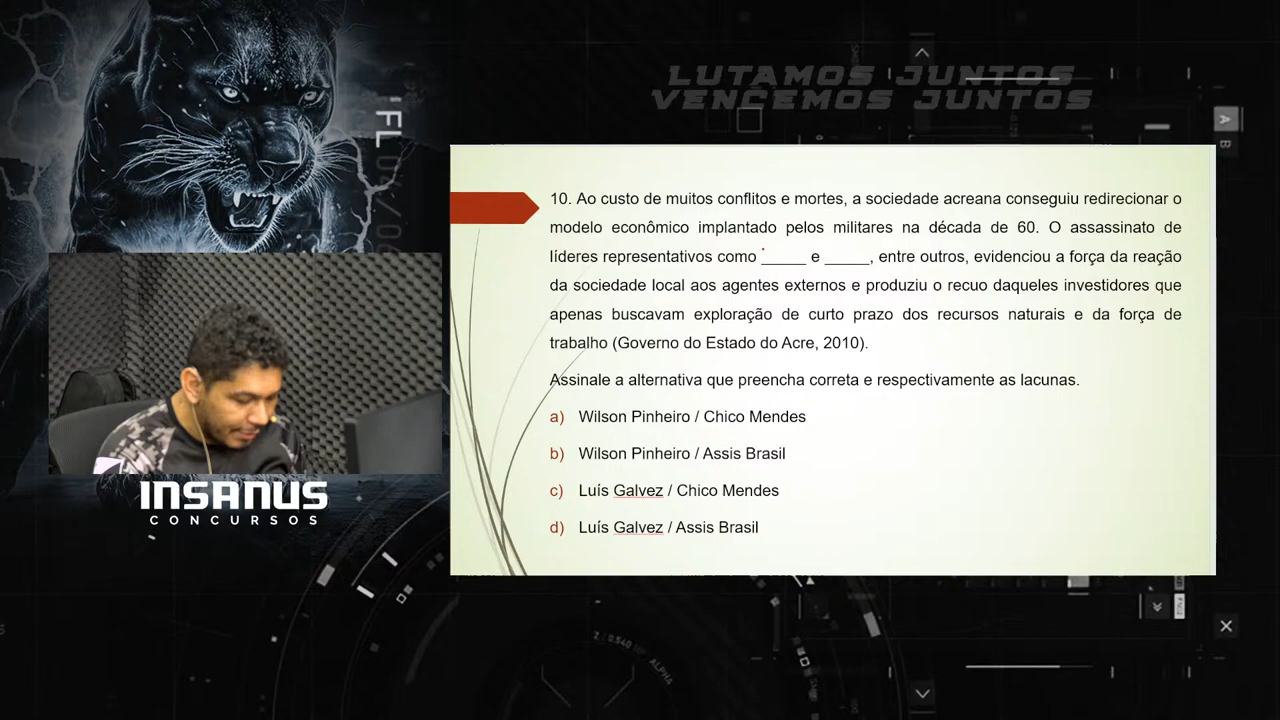 LUTAMOS JUNTOS
VENCEMOS JUNTOS
10. Ao custo de muitos conflitos e mortes, a sociedade acreana conseguiu redirecionar o
modelo econômico implantado pelos militares na década de 60. O assassinato de
líderes representativos como _____ e _____, entre outros, evidenciou a força da reação
da sociedade local aos agentes externos e produziu o recuo daqueles investidores que
apenas buscavam exploração de curto prazo dos recursos naturais e da força de
trabalho (Governo do Estado do Acre, 2010).
Assinale a alternativa que preencha correta e respectivamente as lacunas.
a) Wilson Pinheiro / Chico Mendes
b) Wilson Pinheiro / Assis Brasil
c) Luís Galvez / Chico Mendes
d) Luís Galvez / Assis Brasil
INSANUS
CONCURSOS
A
B